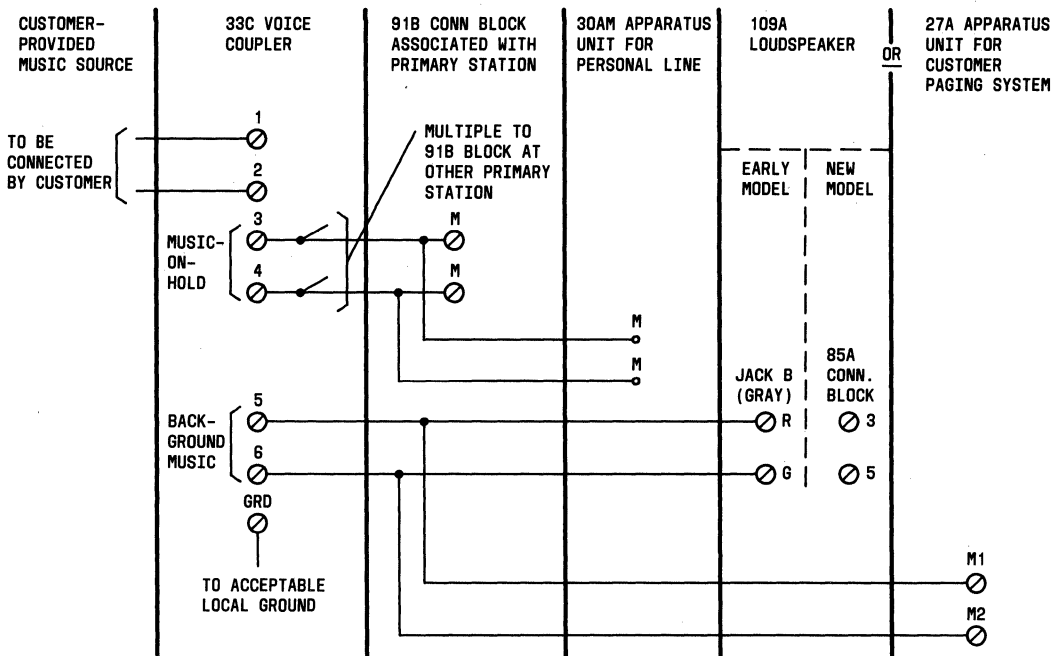 CUSTOMER-
PROVIDED
MUSIC SOURCE
33C VOICE
COUPLER
91B CONN BLOCK
ASSOCIATED WITH
PRIMARY STATION
30AM APPARATUS
UNIT FOR
PERSONAL LINE
109A
LOUDSPEAKER
OR
27A APPARATUS
UNIT FOR
CUSTOMER
PAGING SYSTEM
TO BE
CONNECTED
BY CUSTOMER
1
2
MULTIPLE TO
91B BLOCK AT
OTHER PRIMARY
STATION
EARLY
MODEL
NEW
MODEL
MUSIC-
ON-
HOLD
3
4
M
M
M
M
JACK B
(GRAY)
85A
CONN.
BLOCK
BACK-
GROUND
MUSIC
5
6
R
3
G
5
GRD
TO ACCEPTABLE
LOCAL GROUND
M1
M2